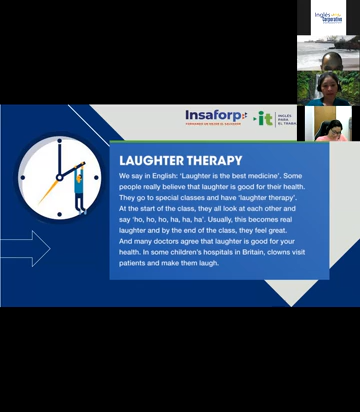 Inglés
Corporativo
Insaforp
it
INGLÉS
PARA
EL TRABAJO
LAUGHTER THERAPY
We say in English: ‘Laughter is the best medicine’. Some
people really believe that laughter is good for their health.
They go to special classes and have ‘laughter therapy’.
At the start of the class, they all look at each other and
say ‘ho, ho, ho, ha, ha, ha’. Usually, this becomes real
laughter and by the end of the class, they feel great.
And many doctors agree that laughter is good for your
health. In some children’s hospitals in Britain, clowns visit
patients and make them laugh.